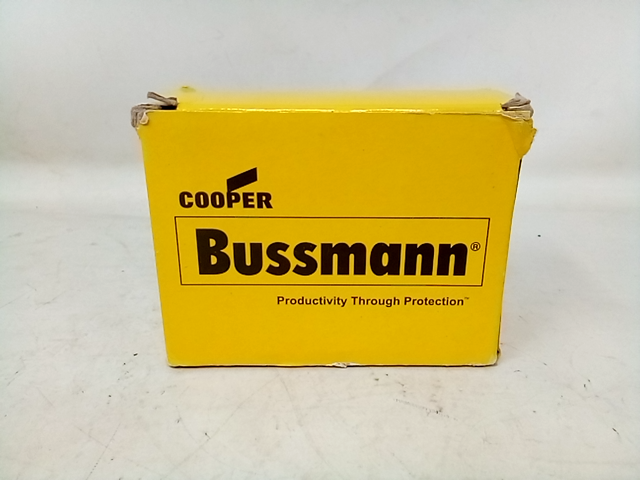 COOPER
Bussmann®
Productivity Through Protection™